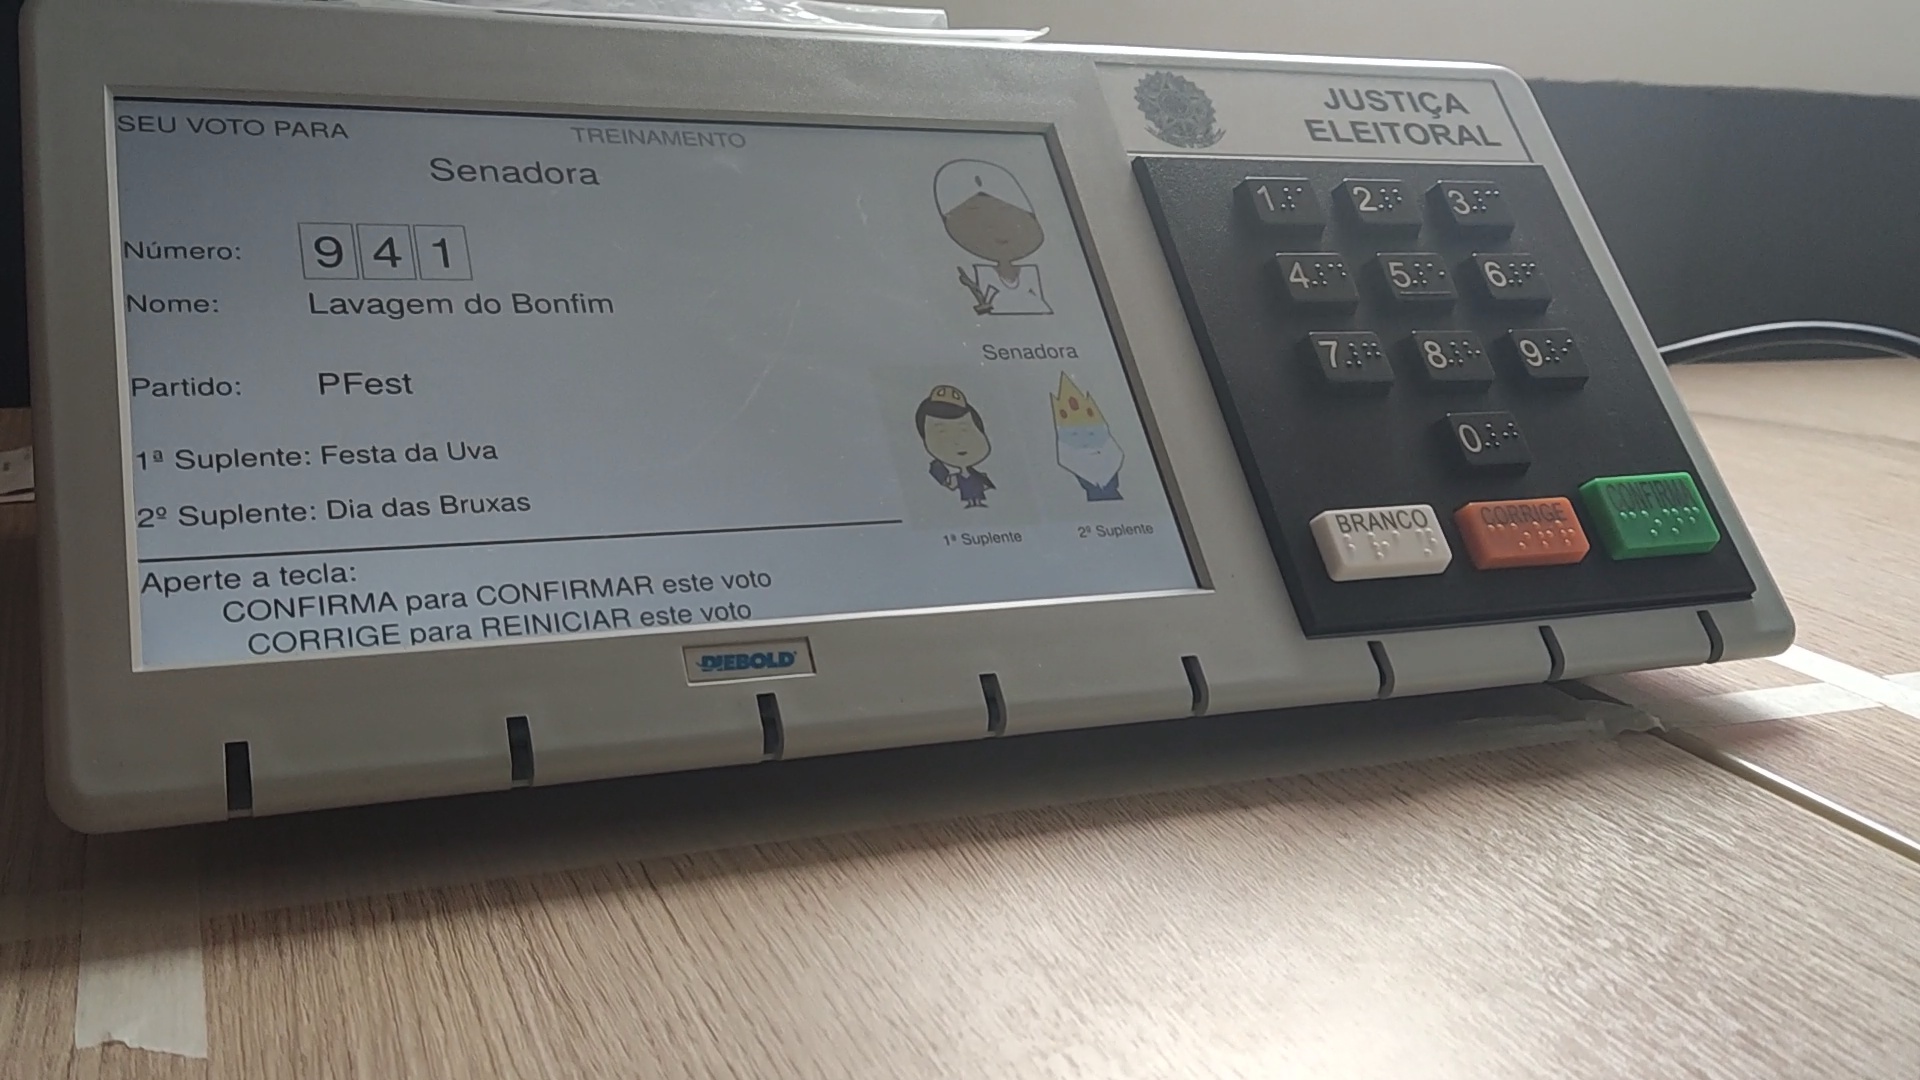 SEU VOTO PARA
TREINAMENTO
Senadora
Número: 9 4 1
Nome: Lavagem do Bonfim
Partido: PFest
1ª Suplente: Festa da Uva
2º Suplente: Dia das Bruxas
Senadora
1ª Suplente
2º Suplente
Aperte a tecla:
CONFIRMA para CONFIRMAR este voto
CORRIGE para REINICIAR este voto
DIEBOLD
JUSTIÇA
ELEITORAL
1 2 3
4 5 6
7 8 9
0
BRANCO CORRIGE CONFIRMA